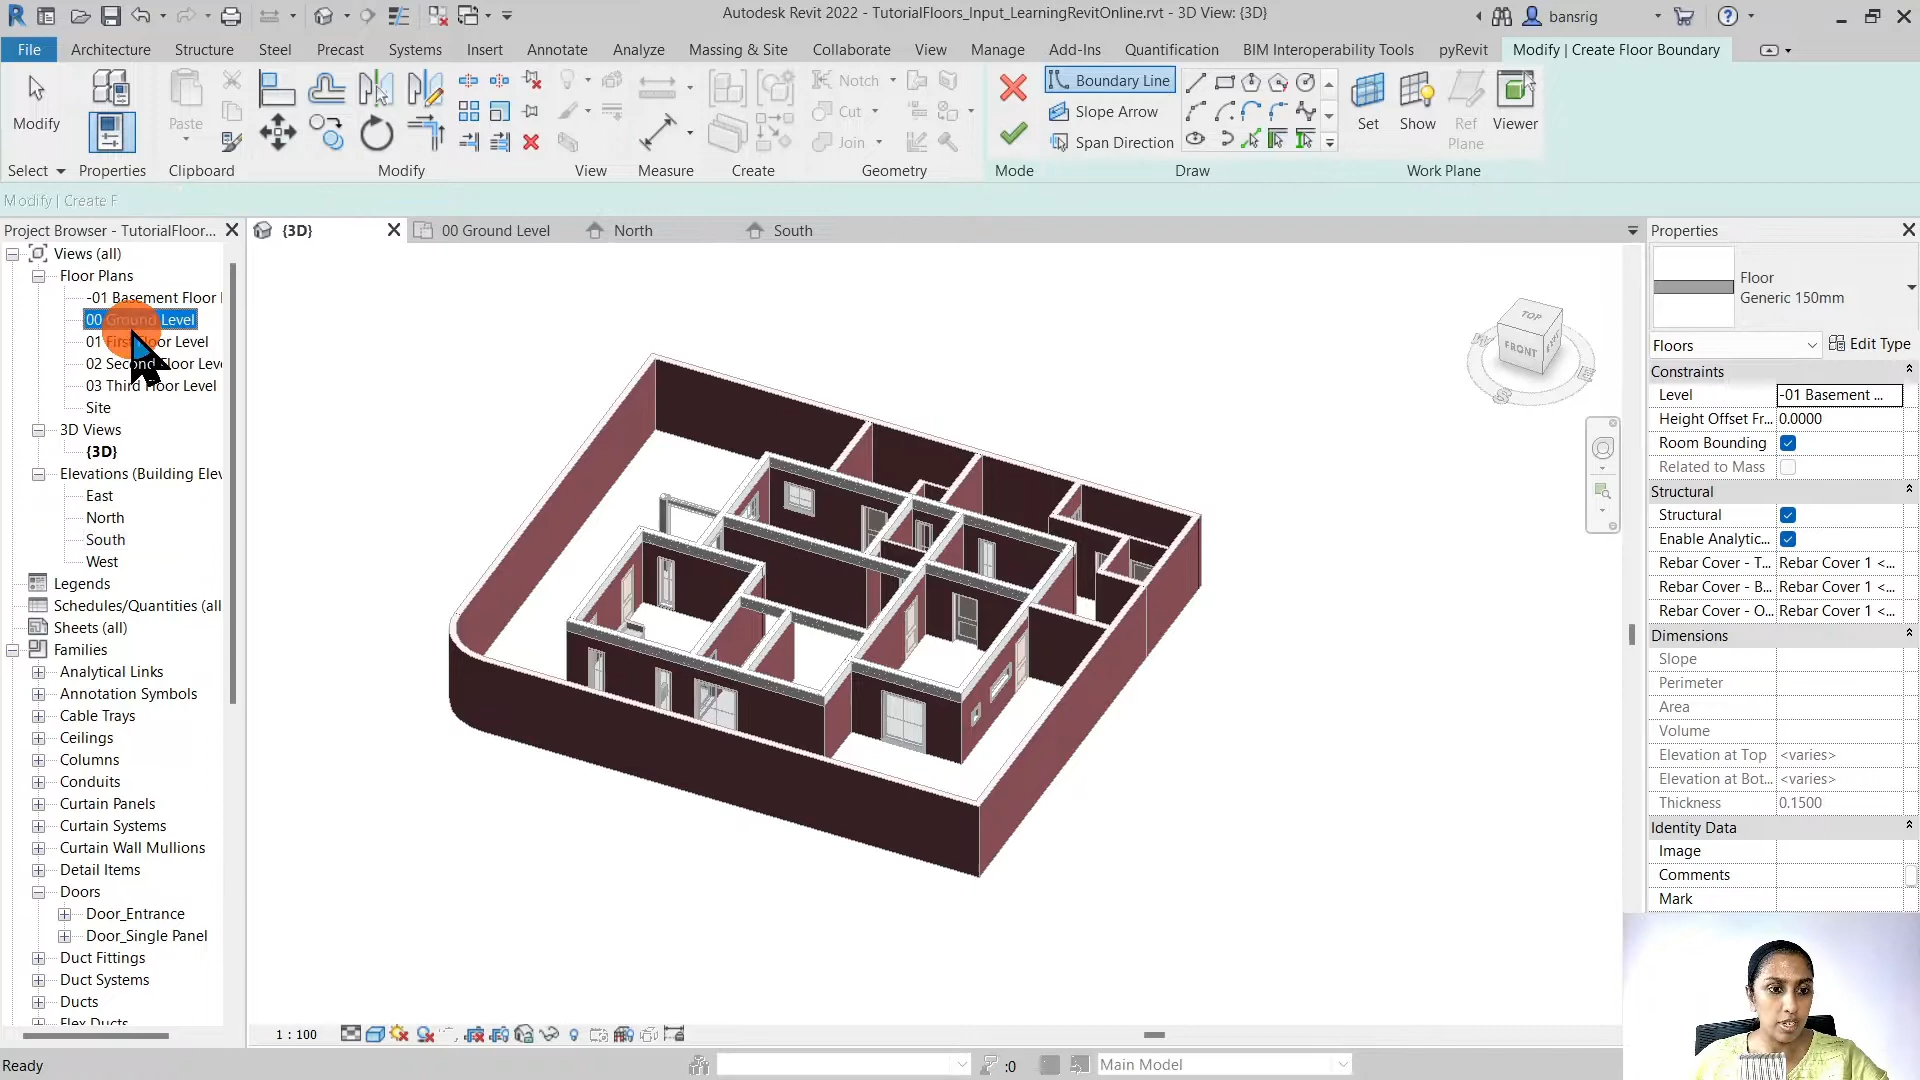 Autodesk Revit 2022 - TutorialFloors_Input_LearningRevitOnline.rvt - 3D View: {3D}
bansrig
File Architecture Structure Steel Precast Systems Insert Annotate Analyze Massing & Site Collaborate View Manage Add-Ins Quantification BIM Interoperability Tools pyRevit Modify | Create Floor Boundary
Modify
Paste
Notch
Cut
Join
Boundary Line
Slope Arrow
Span Direction
Set
Show
Ref
Plane
Viewer
Select Properties Clipboard Modify View Measure Create Geometry Mode Draw Work Plane
Modify | Create F
Project Browser - TutorialFloor...
{3D}
00 Ground Level
North
South
Views (all)
Floor Plans
-01 Basement Floor
00 Ground Level
01 First Floor Level
02 Second Floor Leve
03 Third Floor Level
Site
3D Views
{3D}
Elevations (Building Elev
East
North
South
West
Legends
Schedules/Quantities (all
Sheets (all)
Families
Analytical Links
Annotation Symbols
Cable Trays
Ceilings
Columns
Conduits
Curtain Panels
Curtain Systems
Curtain Wall Mullions
Detail Items
Doors
Door_Entrance
Door_Single Panel
Duct Fittings
Duct Systems
Ducts
Flex Ducts
TOP
FRONT
W
S
E
Properties
Floor
Generic 150mm
Floors
Edit Type
Constraints
Level -01 Basement ...
Height Offset Fr... 0.0000
Room Bounding
Related to Mass
Structural
Structural
Enable Analytic...
Rebar Cover - T... Rebar Cover 1 <...
Rebar Cover - B... Rebar Cover 1 <...
Rebar Cover - O... Rebar Cover 1 <...
Dimensions
Slope
Perimeter
Area
Volume
Elevation at Top <varies>
Elevation at Bot... <varies>
Thickness 0.1500
Identity Data
Image
Comments
Mark
1 : 100
Ready
:0
Main Model